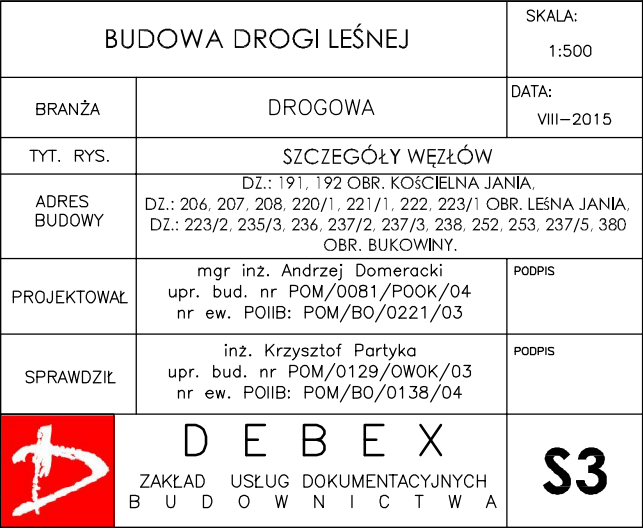 BUDOWA DROGI LEŚNEJ
SKALA:
1:500
BRANŻA
DROGOWA
DATA:
VIII-2015
TYT. RYS.
SZCZEGÓŁY WĘZŁÓW
ADRES
BUDOWY
DZ.: 191, 192 OBR. KOŚCIELNA JANIA,
DZ.: 206, 207, 208, 220/1, 221/1, 222, 223/1 OBR. LEŚNA JANIA,
DZ.: 223/2, 235/3, 236, 237/2, 237/3, 238, 252, 253, 237/5, 380
OBR. BUKOWINY.
PROJEKTOWAŁ
mgr inż. Andrzej Domeracki
upr. bud. nr POM/0081/POOK/04
nr ew. POIIB: POM/BO/0221/03
PODPIS
SPRAWDZIŁ
inż. Krzysztof Partyka
upr. bud. nr POM/0129/OWOK/03
nr ew. POIIB: POM/BO/0138/04
PODPIS
D
DEBEX
ZAKŁAD USŁUG DOKUMENTACYJNYCH
BUDOWNICTWA
S3